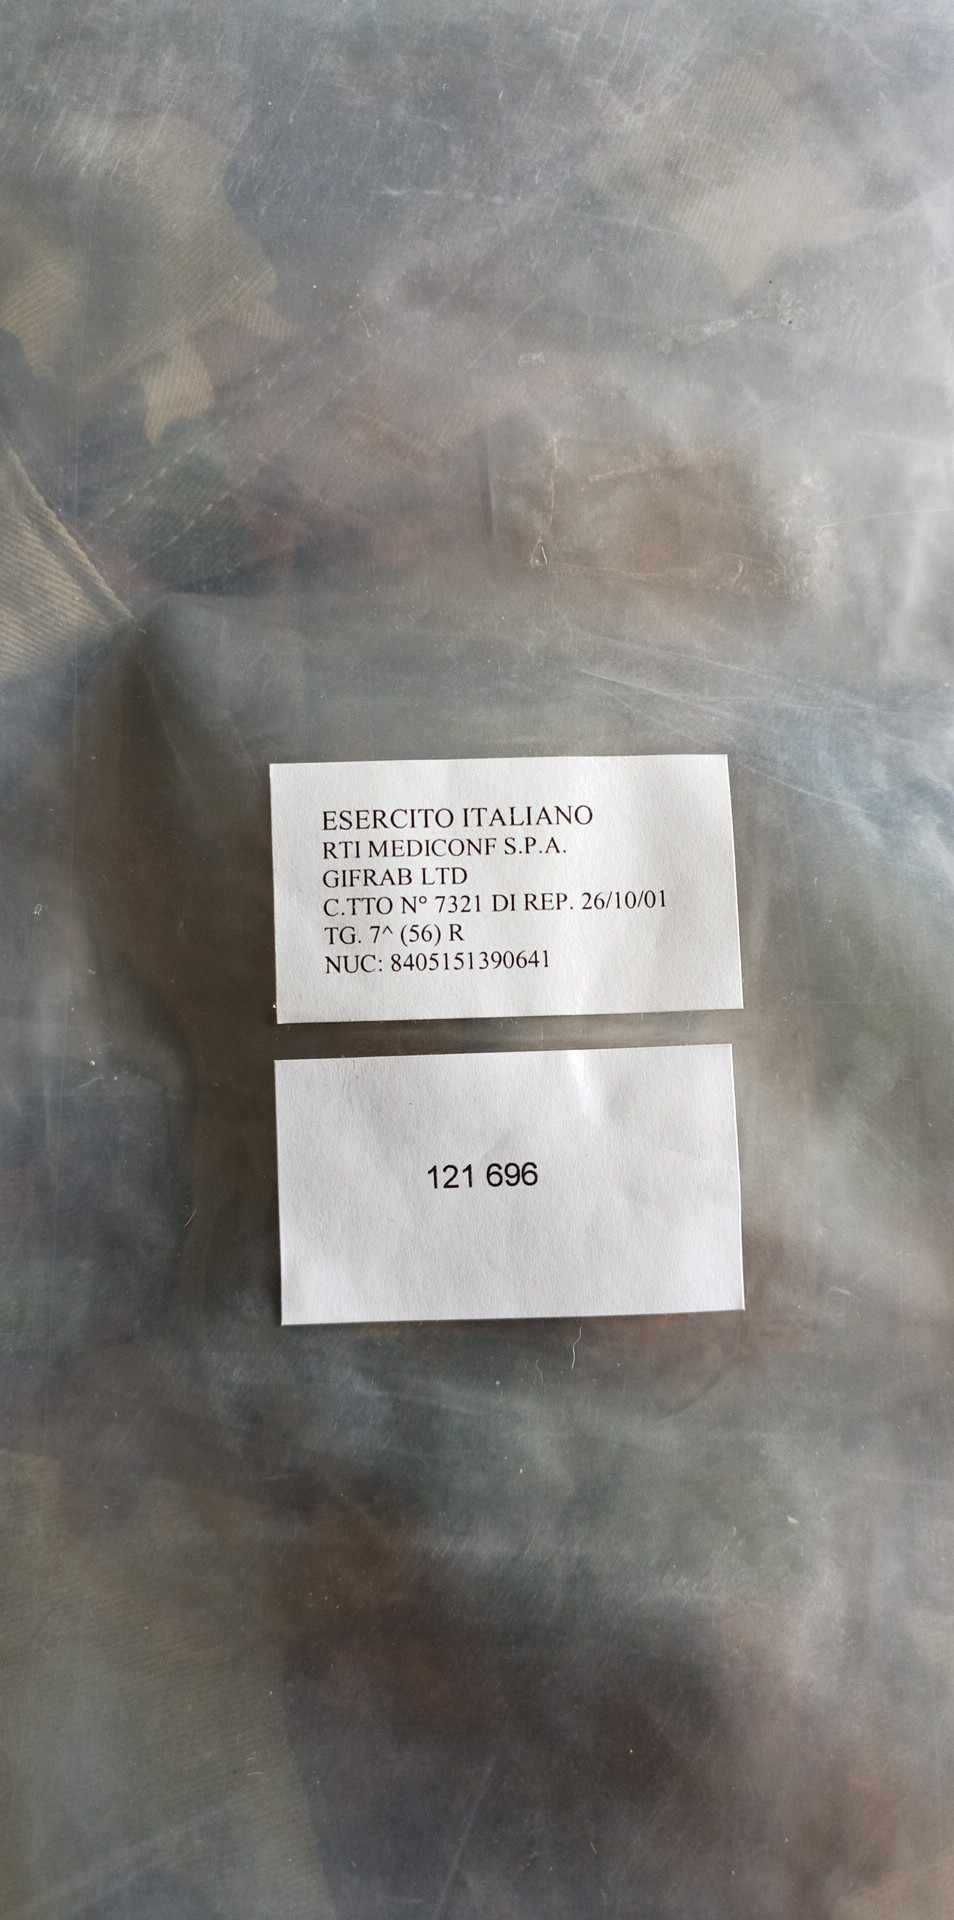 ESERCITO ITALIANO
RTI MEDICONF S.P.A.
GIFRAB LTD
C.TTO N° 7321 DI REP. 26/10/01
TG. 7^ (56) R
NUC: 8405151390641
121 696